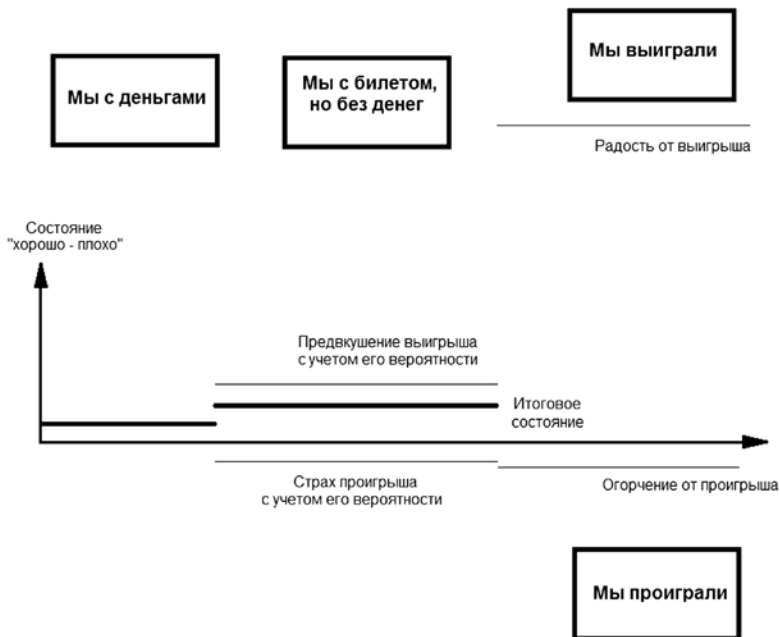 Мы выиграли
Мы с деньгами
Мы с билетом,
но без денег
Радость от выигрыша
Состояние
"хорошо - плохо"
Предвкушение выигрыша
с учетом его вероятности
Итоговое
состояние
Страх проигрыша
с учетом его вероятности
Огорчение от проигрыша
Мы проиграли